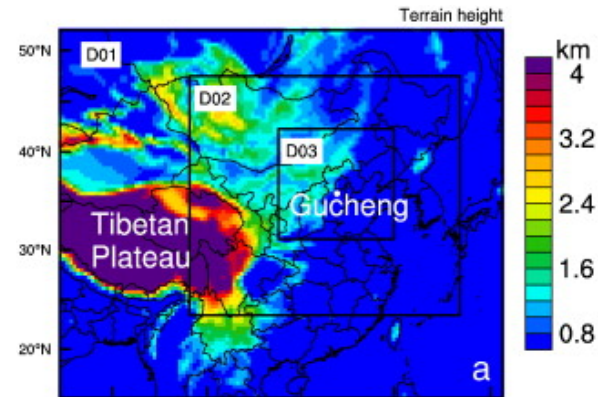 Terrain height
50°N
D01
km
4
D02
40°N
D03
3.2
Gucheng
Tibetan
Plateau
2.4
30°N
1.6
20°N
0.8
a